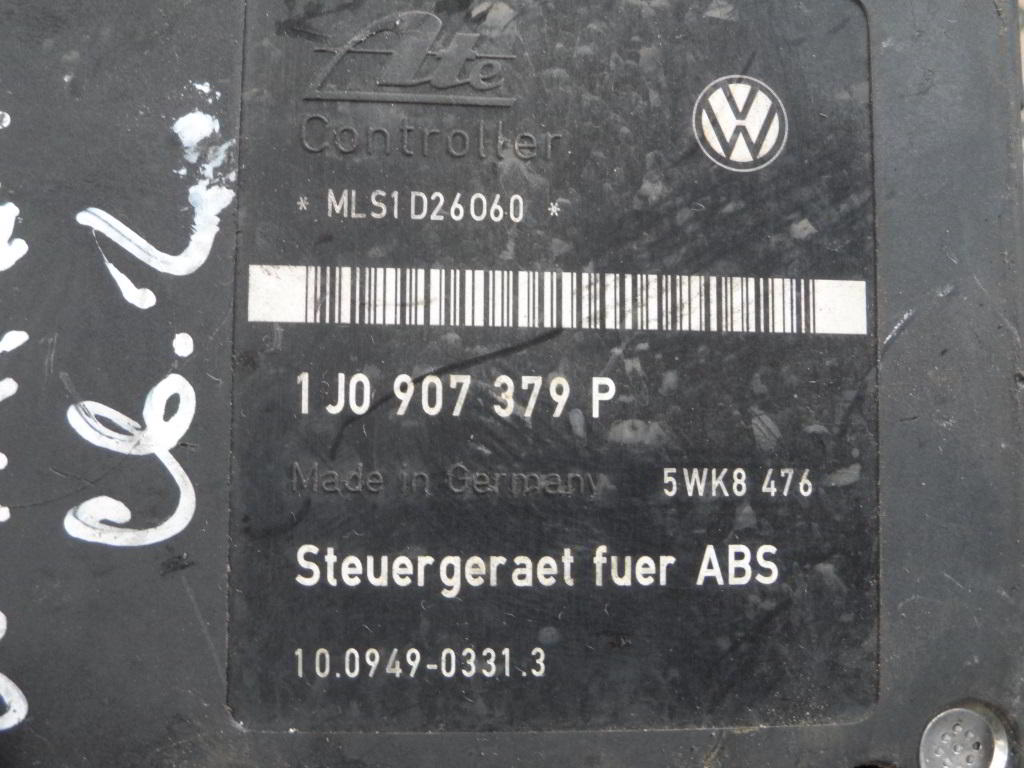 Ate
Controller
* MLS1D26060 *
1J0 907 379 P
Made in Germany
5WK8 476
Steuergeraet fuer ABS
10.0949-0331.3